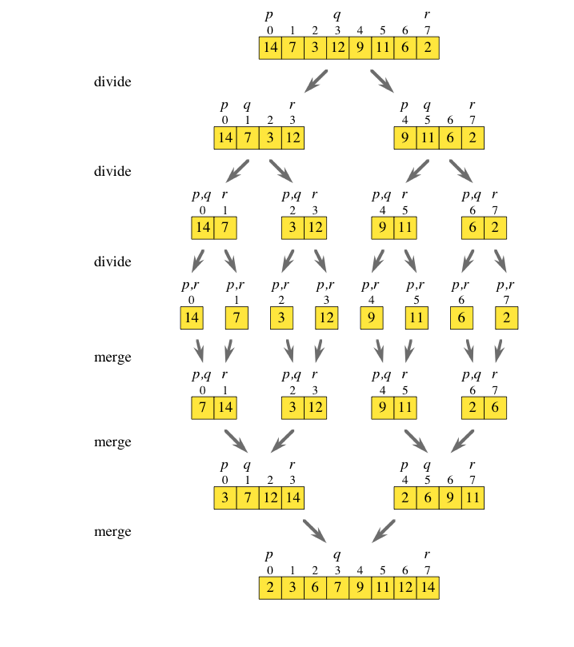 p q r
0 1 2 3 4 5 6 7
14 7 3 12 9 11 6 2
divide
p q r p q r
0 1 2 3 4 5 6 7
14 7 3 12 9 11 6 2
divide
p,q r p,q r p,q r p,q r
0 1 2 3 4 5 6 7
14 7 3 12 9 11 6 2
divide
p,r p,r p,r p,r p,r p,r p,r p,r
0 1 2 3 4 5 6 7
14 7 3 12 9 11 6 2
merge
p,q r p,q r p,q r p,q r
0 1 2 3 4 5 6 7
7 14 3 12 9 11 2 6
merge
p q r p q r
0 1 2 3 4 5 6 7
3 7 12 14 2 6 9 11
merge
p q r
0 1 2 3 4 5 6 7
2 3 6 7 9 11 12 14